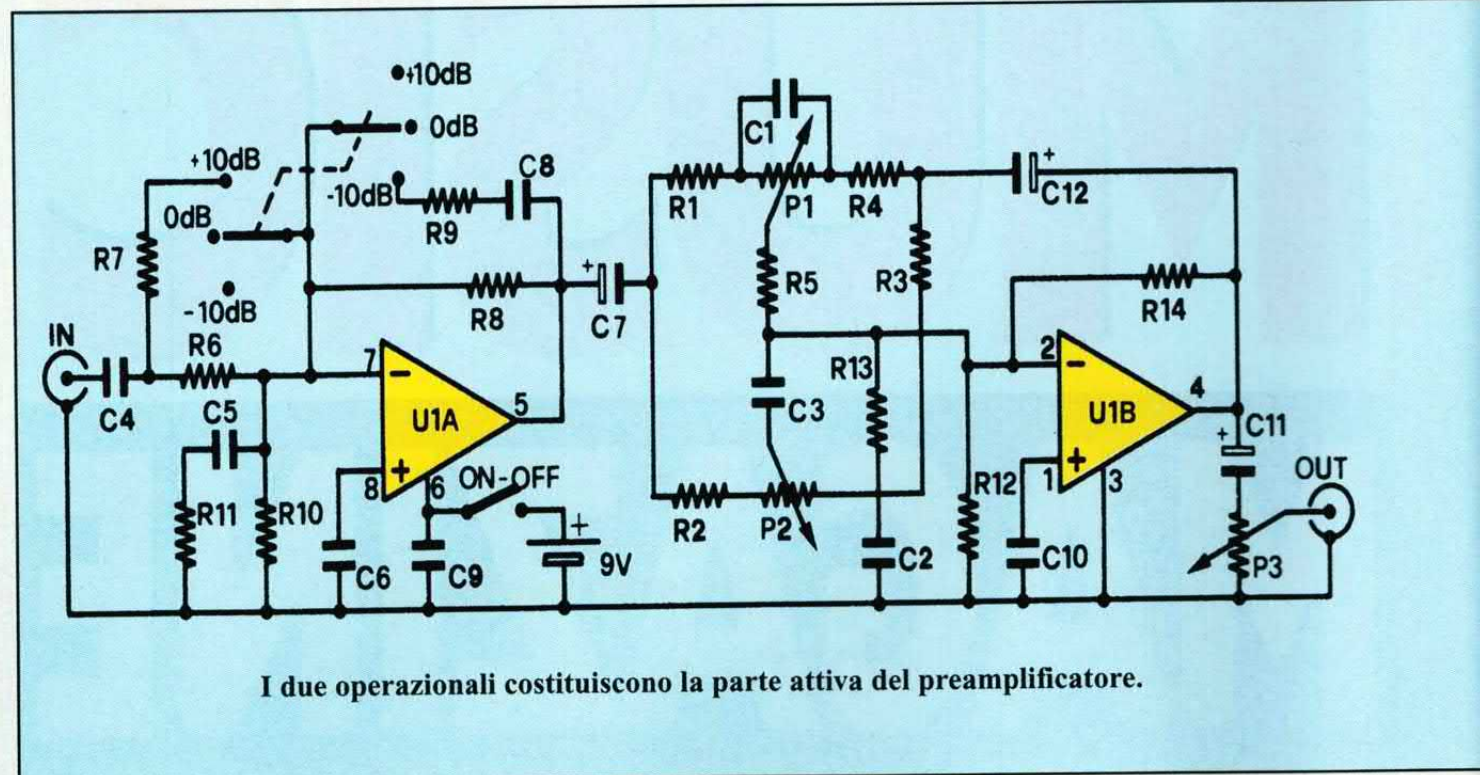 +10dB
0dB
+10dB
C8
C1
0dB
-10dB
R9
R1
P1
R4
+
C12
R7
+
R5
R3
R14
-10dB
R8
C7
IN
R6
7
-
R13
2
-
C4
C5
U1A
5
C3
U1B
4
C11
+
OUT
+
8
6
ON-OFF
R12
1
+
3
R11
R10
+
R2
P2
C6
C9
9V
C2
C10
P3
I due operazionali costituiscono la parte attiva del preamplificatore.